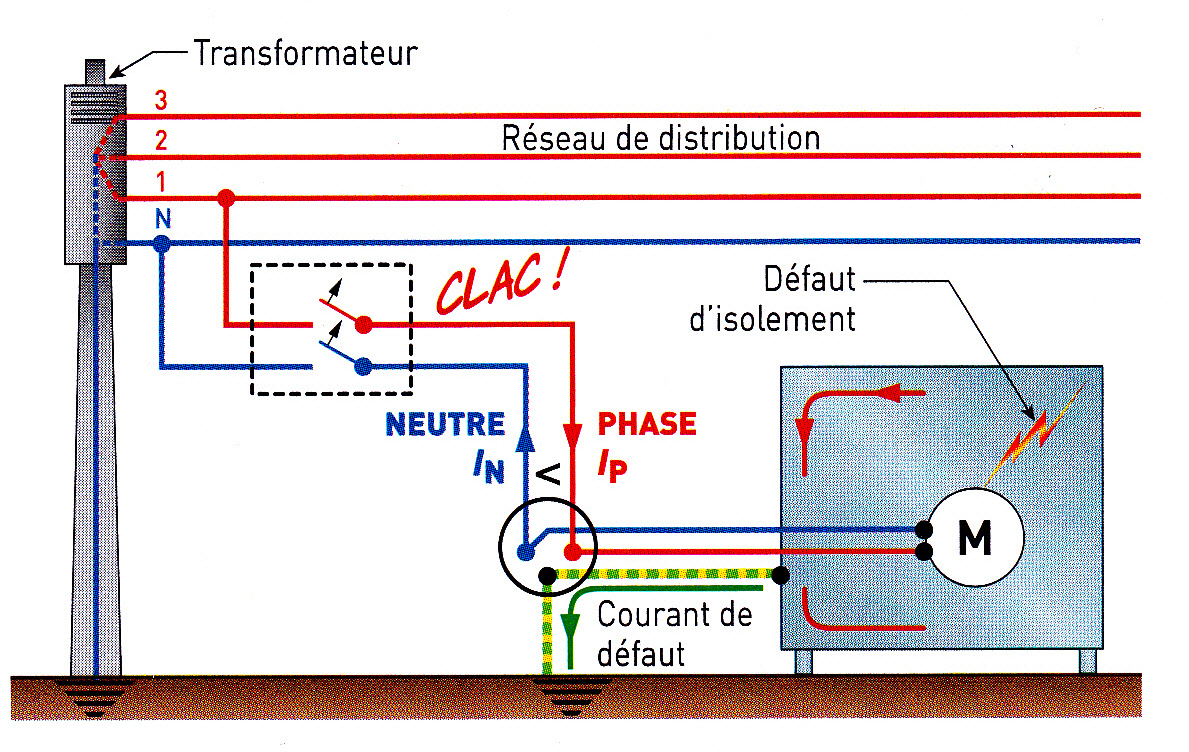 Transformateur
3
Réseau de distribution
2
1
N
CLAC !
Défaut
d'isolement
NEUTRE
PHASE
IN < IP
M
Courant de
défaut